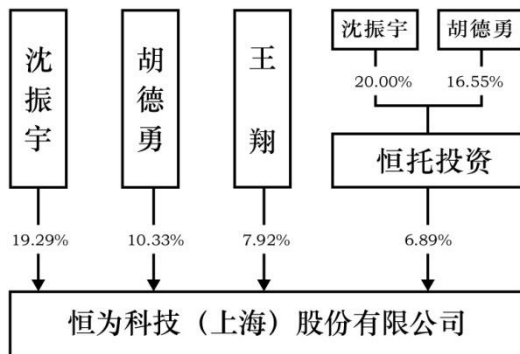 沈振宇
胡德勇
王翔
沈振宇
胡德勇
20.00%
16.55%
恒托投资
19.29%
10.33%
7.92%
6.89%
恒为科技（上海）股份有限公司